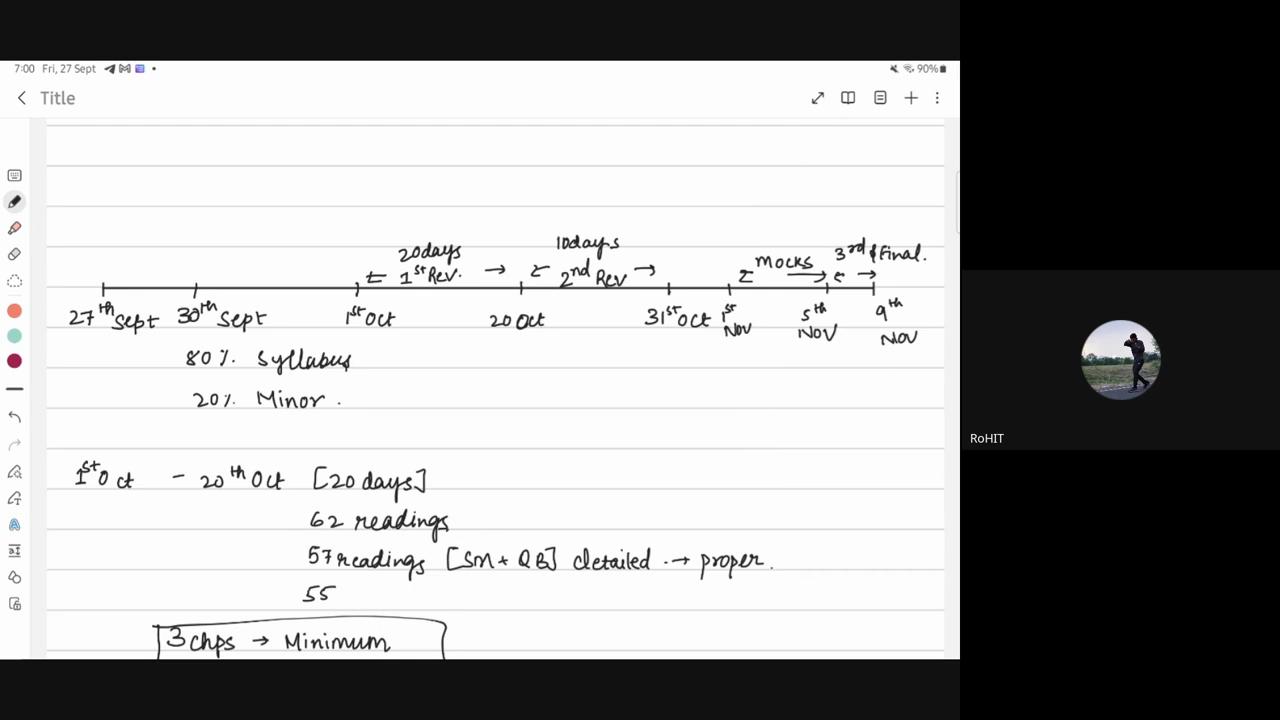 7:00 Fri, 27 Sept
90%
Title
20days 10days mocks 3rd & Final.
1st Rev. 2nd Rev
27th Sept 30th Sept 1st Oct 20 Oct 31st Oct 1st Nov 5th Nov 9th Nov
80% Syllabus
20% Minor.
1st Oct - 20th Oct [20 days]
62 readings
57 readings [SM + QB] detailed → proper.
55
3 chps → Minimum
RoHIT